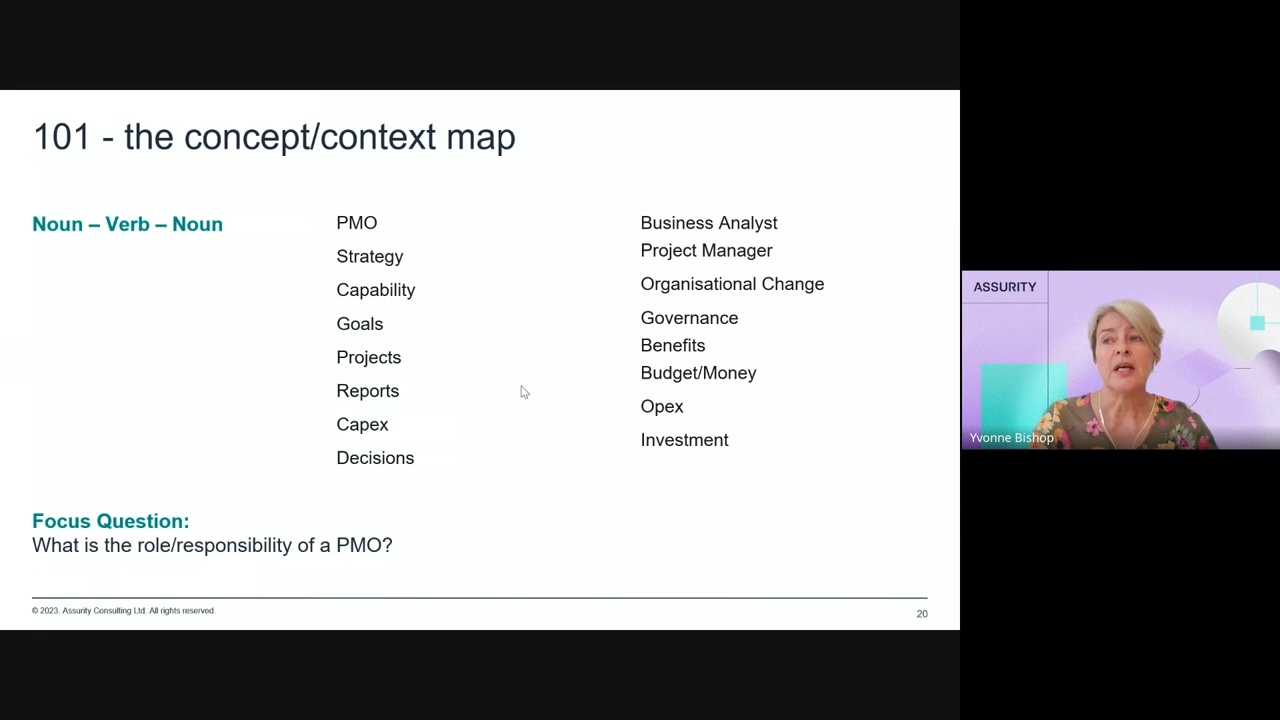 101 - the concept/context map
Noun – Verb – Noun
PMO
Strategy
Capability
Goals
Projects
Reports
Capex
Decisions
Business Analyst
Project Manager
Organisational Change
Governance
Benefits
Budget/Money
Opex
Investment
Focus Question:
What is the role/responsibility of a PMO?
© 2023. Assurity Consulting Ltd. All rights reserved.
20
ASSURITY
Yvonne Bishop